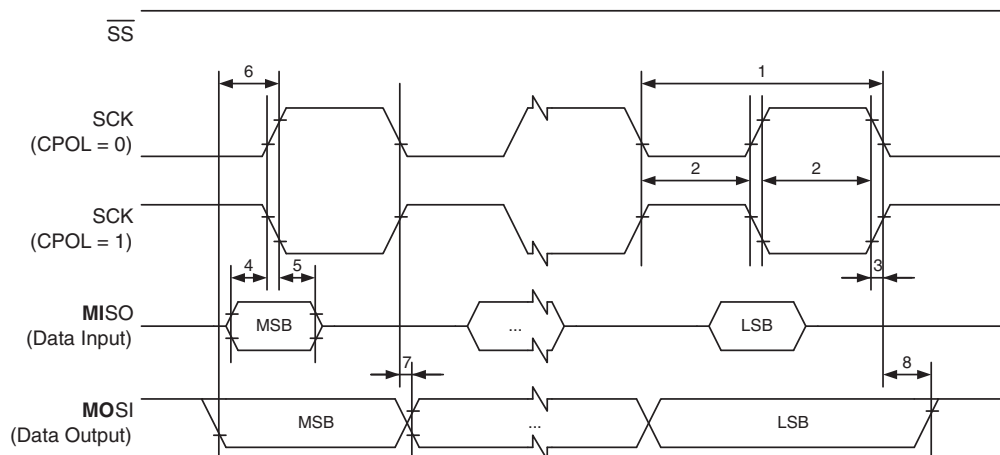 SS
6
1
SCK
(CPOL = 0)
2
2
SCK
(CPOL = 1)
4
5
3
MISO
(Data Input)
MSB
...
LSB
7
8
MOSI
(Data Output)
MSB
...
LSB